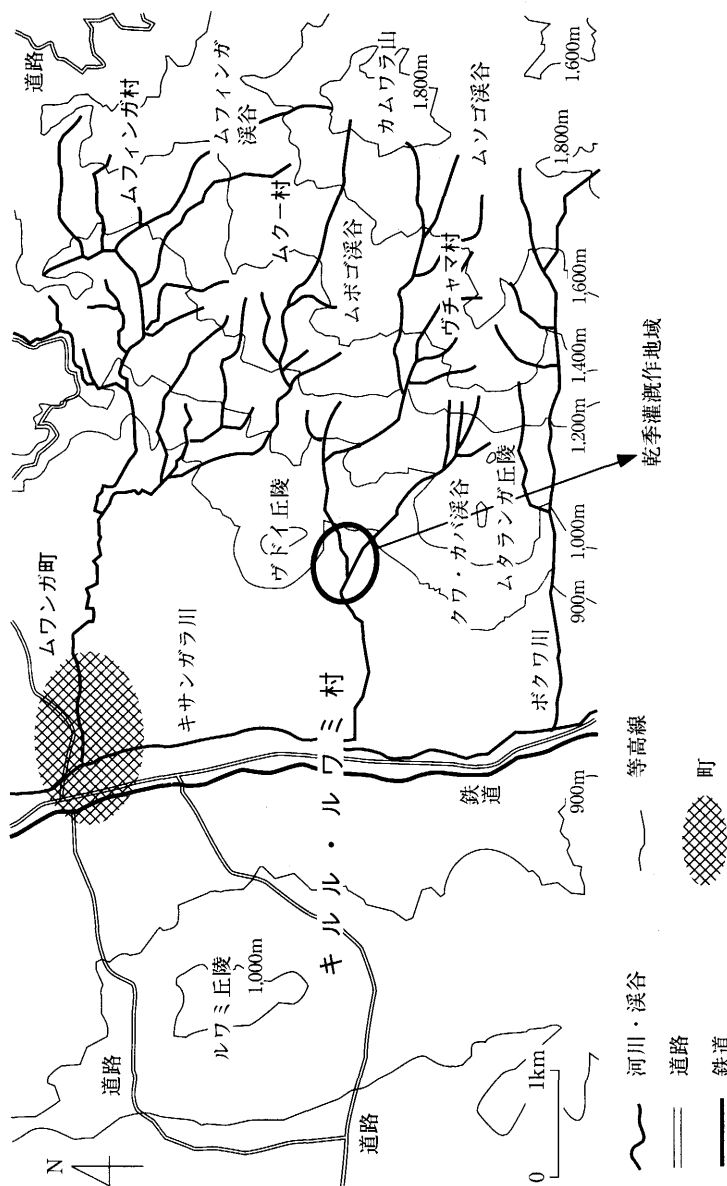 N
道路
ルワミ丘陵
1,000m
道路
キルル・ルワミ村
ムワンガ町
キサンガラ川
鉄道
900m
ヴドイ丘陵
クワ・カバ渓谷
ムタランガ丘陵
ボクワ川
900m
1,000m
1,200m
1,400m
1,600m
乾季灌漑作地域
道路
ムフィンガ村
ムフィンガ渓谷
ムクー村
ムボゴ渓谷
カムワラ山
1,800m
ヴチャマ村
ムソゴ渓谷
1,800m
1,600m
0 1km
河川・渓谷
道路
鉄道
等高線
町